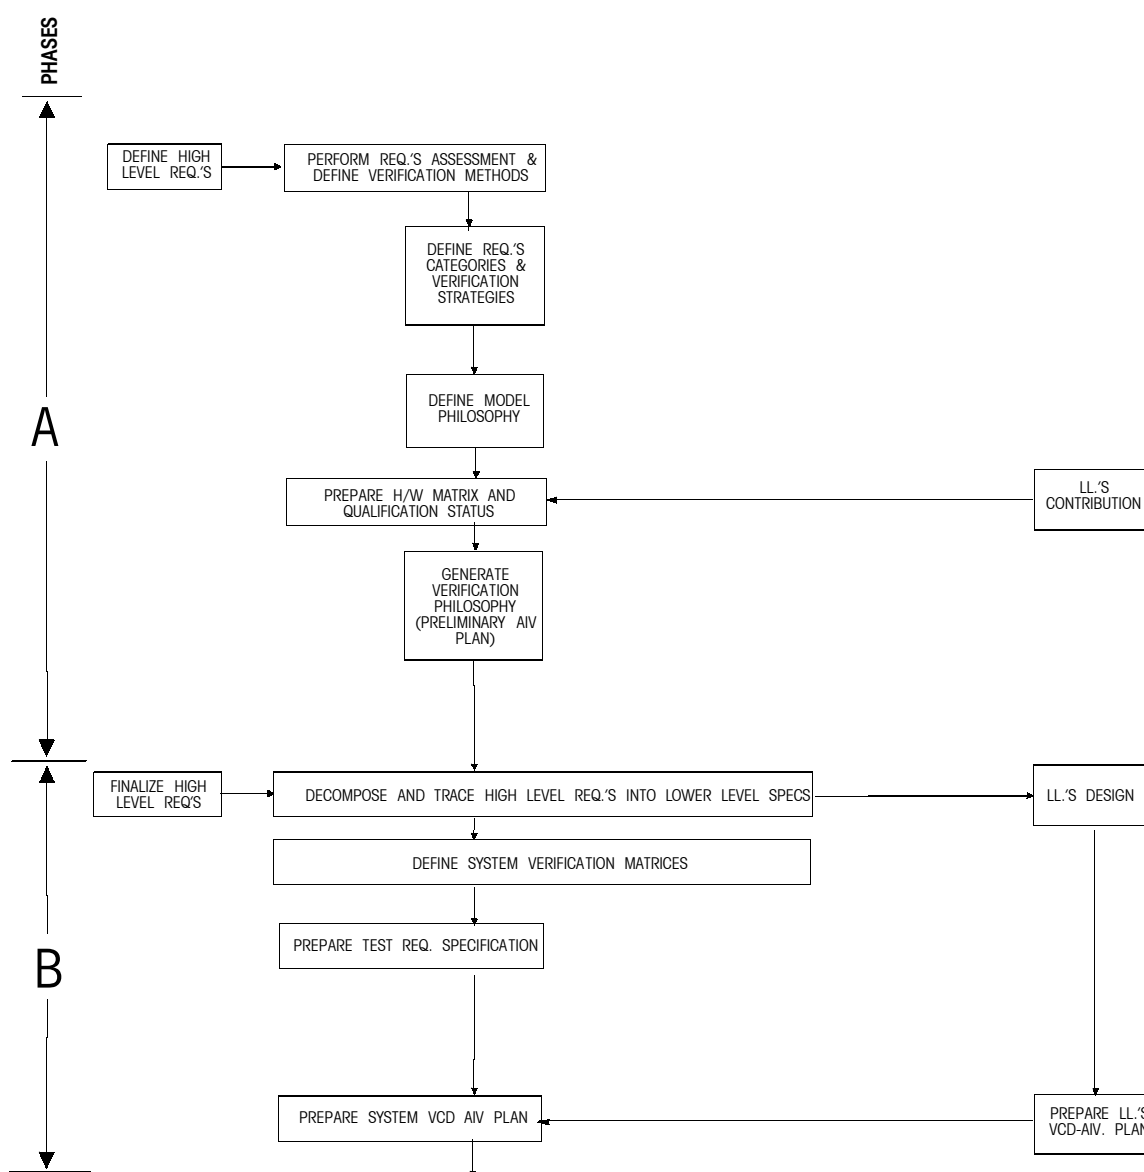 PHASES
DEFINE HIGH
LEVEL REQ.'S
PERFORM REQ.'S ASSESSMENT &
DEFINE VERIFICATION METHODS
DEFINE REQ.'S
CATEGORIES &
VERIFICATION
STRATEGIES
DEFINE MODEL
PHILOSOPHY
A
PREPARE H/W MATRIX AND
QUALIFICATION STATUS
LL.'S
CONTRIBUTION
GENERATE
VERIFICATION
PHILOSOPHY
(PRELIMINARY AIV
PLAN)
FINALIZE HIGH
LEVEL REQ'S
DECOMPOSE AND TRACE HIGH LEVEL REQ.'S INTO LOWER LEVEL SPECS
LL.'S DESIGN
DEFINE SYSTEM VERIFICATION MATRICES
PREPARE TEST REQ. SPECIFICATION
B
PREPARE SYSTEM VCD AIV PLAN
PREPARE LL.'S
VCD-AIV. PLAN